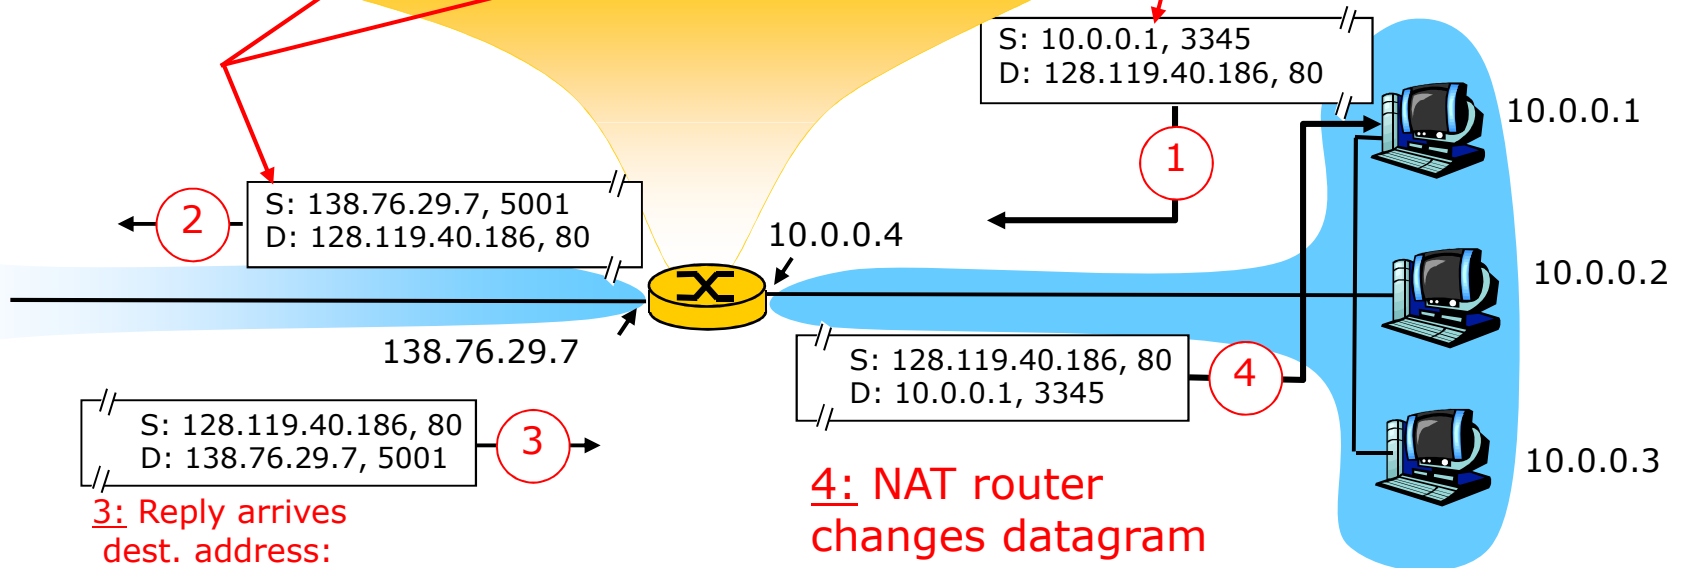 S: 10.0.0.1, 3345
D: 128.119.40.186, 80
10.0.0.1
1
2
S: 138.76.29.7, 5001
D: 128.119.40.186, 80
10.0.0.4
10.0.0.2
138.76.29.7
S: 128.119.40.186, 80
D: 10.0.0.1, 3345
4
S: 128.119.40.186, 80
D: 138.76.29.7, 5001
3
10.0.0.3
3: Reply arrives
dest. address:
4: NAT router
changes datagram